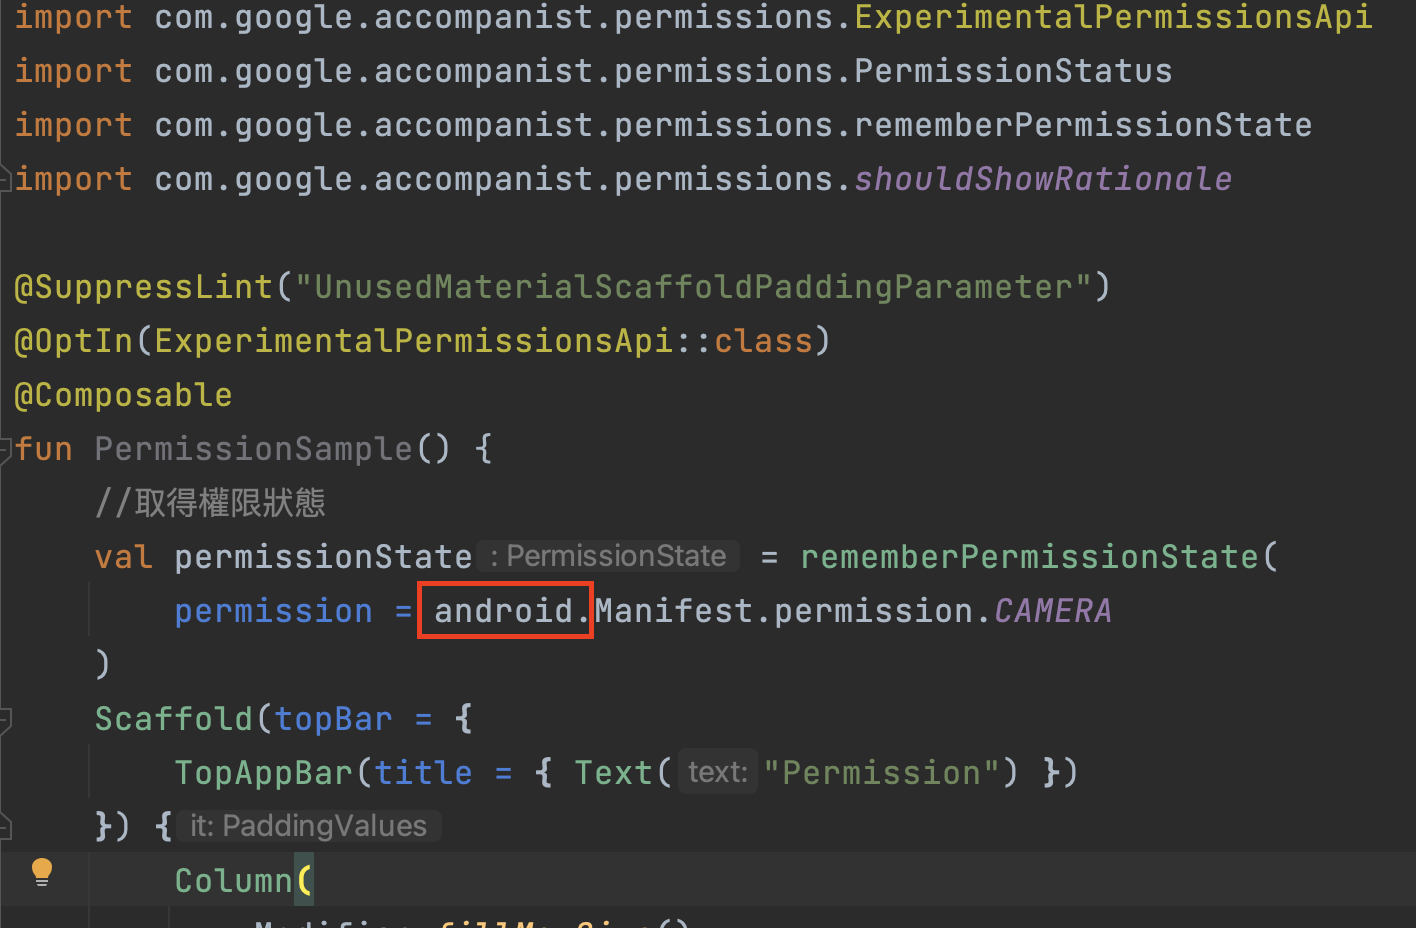 import com.google.accompanist.permissions.ExperimentalPermissionsApi
import com.google.accompanist.permissions.PermissionStatus
import com.google.accompanist.permissions.rememberPermissionState
import com.google.accompanist.permissions.shouldShowRationale
@SuppressLint("UnusedMaterialScaffoldPaddingParameter")
@OptIn(ExperimentalPermissionsApi::class)
@Composable
fun PermissionSample() {
//取得權限狀態
val permissionState : PermissionState = rememberPermissionState(
permission = android.Manifest.permission.CAMERA
)
Scaffold(topBar = {
TopAppBar(title = { Text( text: "Permission") })
}) { it: PaddingValues
Column(